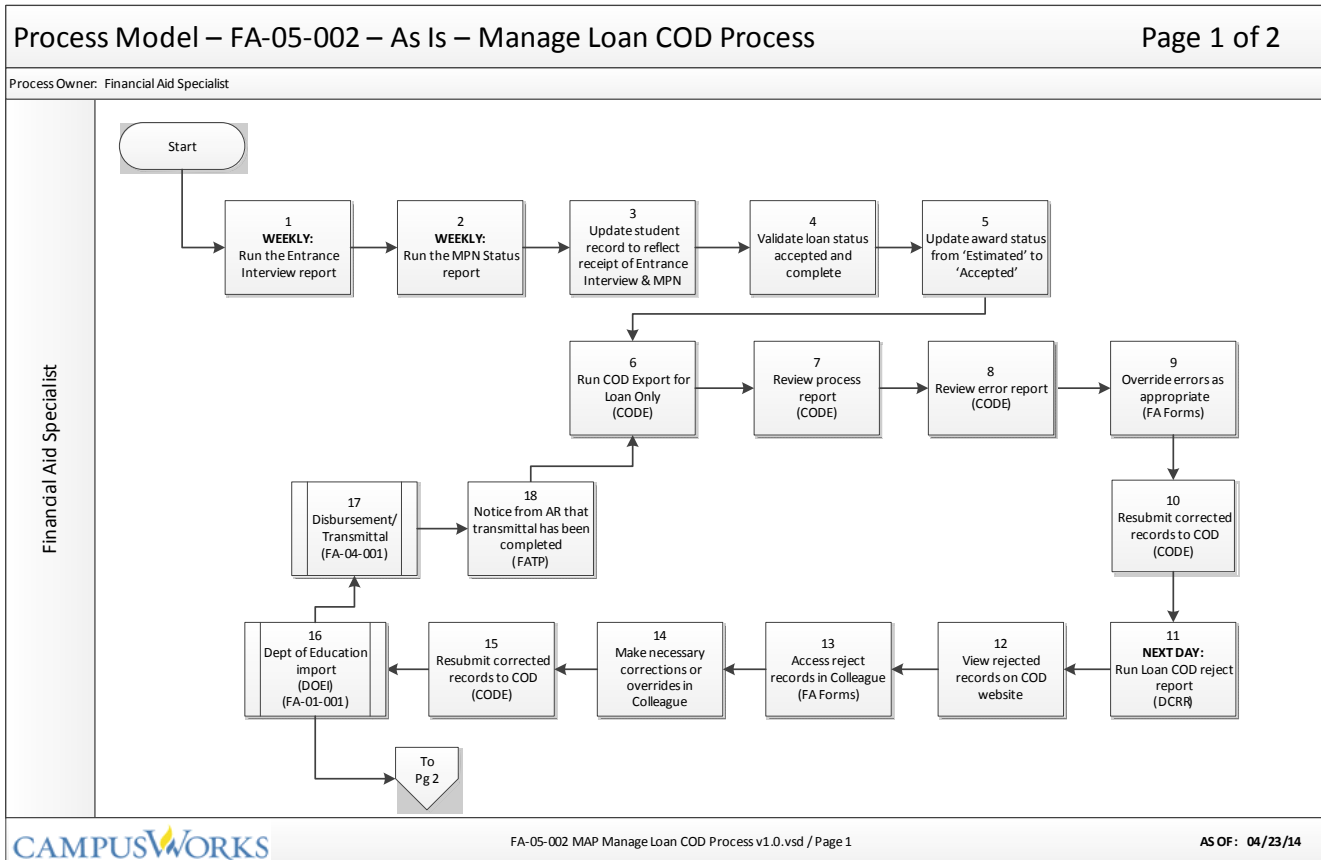 Process Model – FA-05-002 – As Is – Manage Loan COD Process
Page 1 of 2
Process Owner: Financial Aid Specialist
Financial Aid Specialist
Start
1
WEEKLY:
Run the Entrance
Interview report
2
WEEKLY:
Run the MPN Status
report
3
Update student
record to reflect
receipt of Entrance
Interview & MPN
4
Validate loan status
accepted and
complete
5
Update award status
from ‘Estimated’ to
‘Accepted’
6
Run COD Export for
Loan Only
(CODE)
7
Review process
report
(CODE)
8
Review error report
(CODE)
9
Override errors as
appropriate
(FA Forms)
10
Resubmit corrected
records to COD
(CODE)
11
NEXT DAY:
Run Loan COD reject
report
(DCRR)
12
View rejected
records on COD
website
13
Access reject
records in Colleague
(FA Forms)
14
Make necessary
corrections or
overrides in
Colleague
15
Resubmit corrected
records to COD
(CODE)
16
Dept of Education
import
(DOEI)
(FA-01-001)
17
Disbursement/
Transmittal
(FA-04-001)
18
Notice from AR that
transmittal has been
completed
(FATP)
To
Pg 2
CAMPUSWORKS
FA-05-002 MAP Manage Loan COD Process v1.0.vsd / Page 1
AS OF: 04/23/14